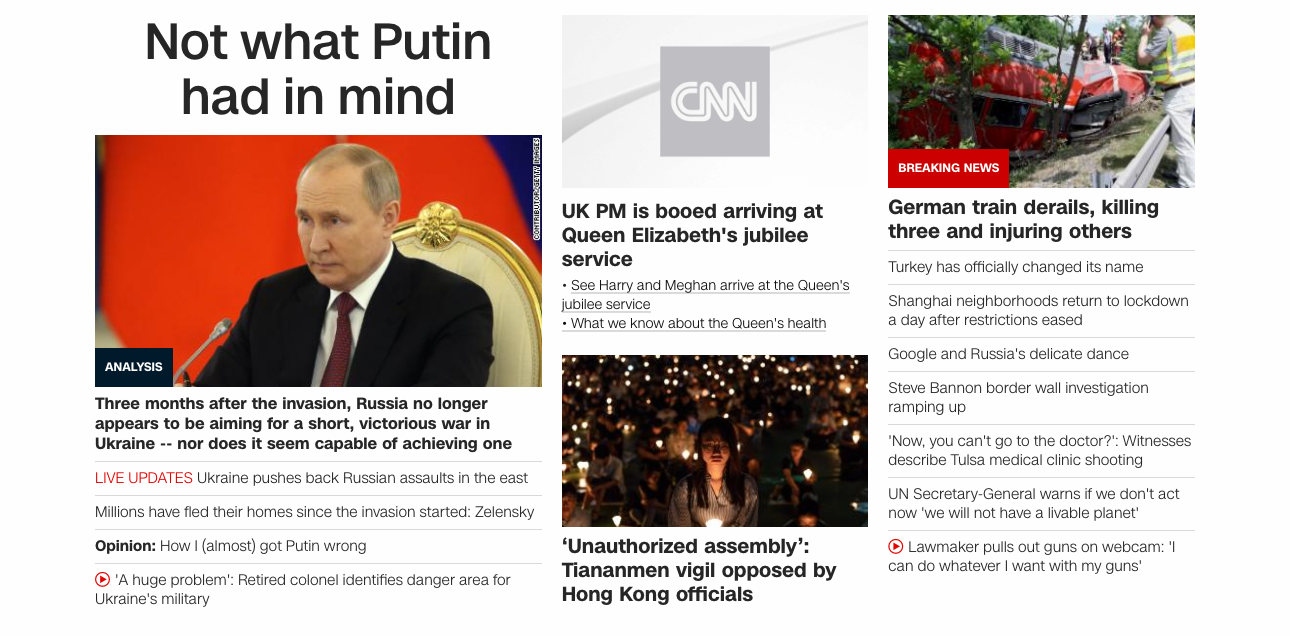 Not what Putin
had in mind
CONTRIBUTOR/GETTY IMAGES
ANALYSIS
Three months after the invasion, Russia no longer
appears to be aiming for a short, victorious war in
Ukraine -- nor does it seem capable of achieving one
LIVE UPDATES Ukraine pushes back Russian assaults in the east
Millions have fled their homes since the invasion started: Zelensky
Opinion: How I (almost) got Putin wrong
'A huge problem': Retired colonel identifies danger area for
Ukraine's military
CNN
UK PM is booed arriving at
Queen Elizabeth's jubilee
service
• See Harry and Meghan arrive at the Queen's
jubilee service
• What we know about the Queen's health
‘Unauthorized assembly’:
Tiananmen vigil opposed by
Hong Kong officials
BREAKING NEWS
German train derails, killing
three and injuring others
Turkey has officially changed its name
Shanghai neighborhoods return to lockdown
a day after restrictions eased
Google and Russia's delicate dance
Steve Bannon border wall investigation
ramping up
'Now, you can't go to the doctor?': Witnesses
describe Tulsa medical clinic shooting
UN Secretary-General warns if we don't act
now 'we will not have a livable planet'
Lawmaker pulls out guns on webcam: 'I
can do whatever I want with my guns'